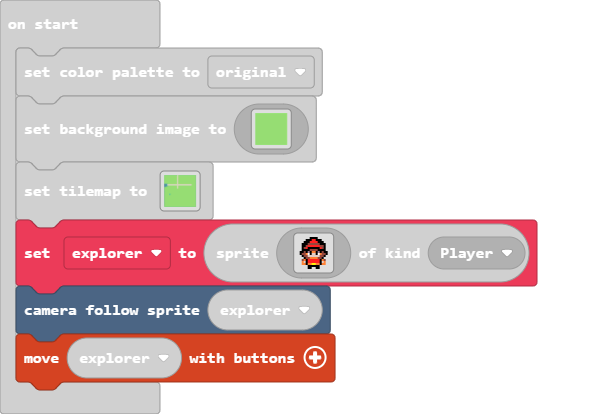 on start
set color palette to original
set background image to
set tilemap to
set explorer to sprite of kind Player
camera follow sprite explorer
move explorer with buttons